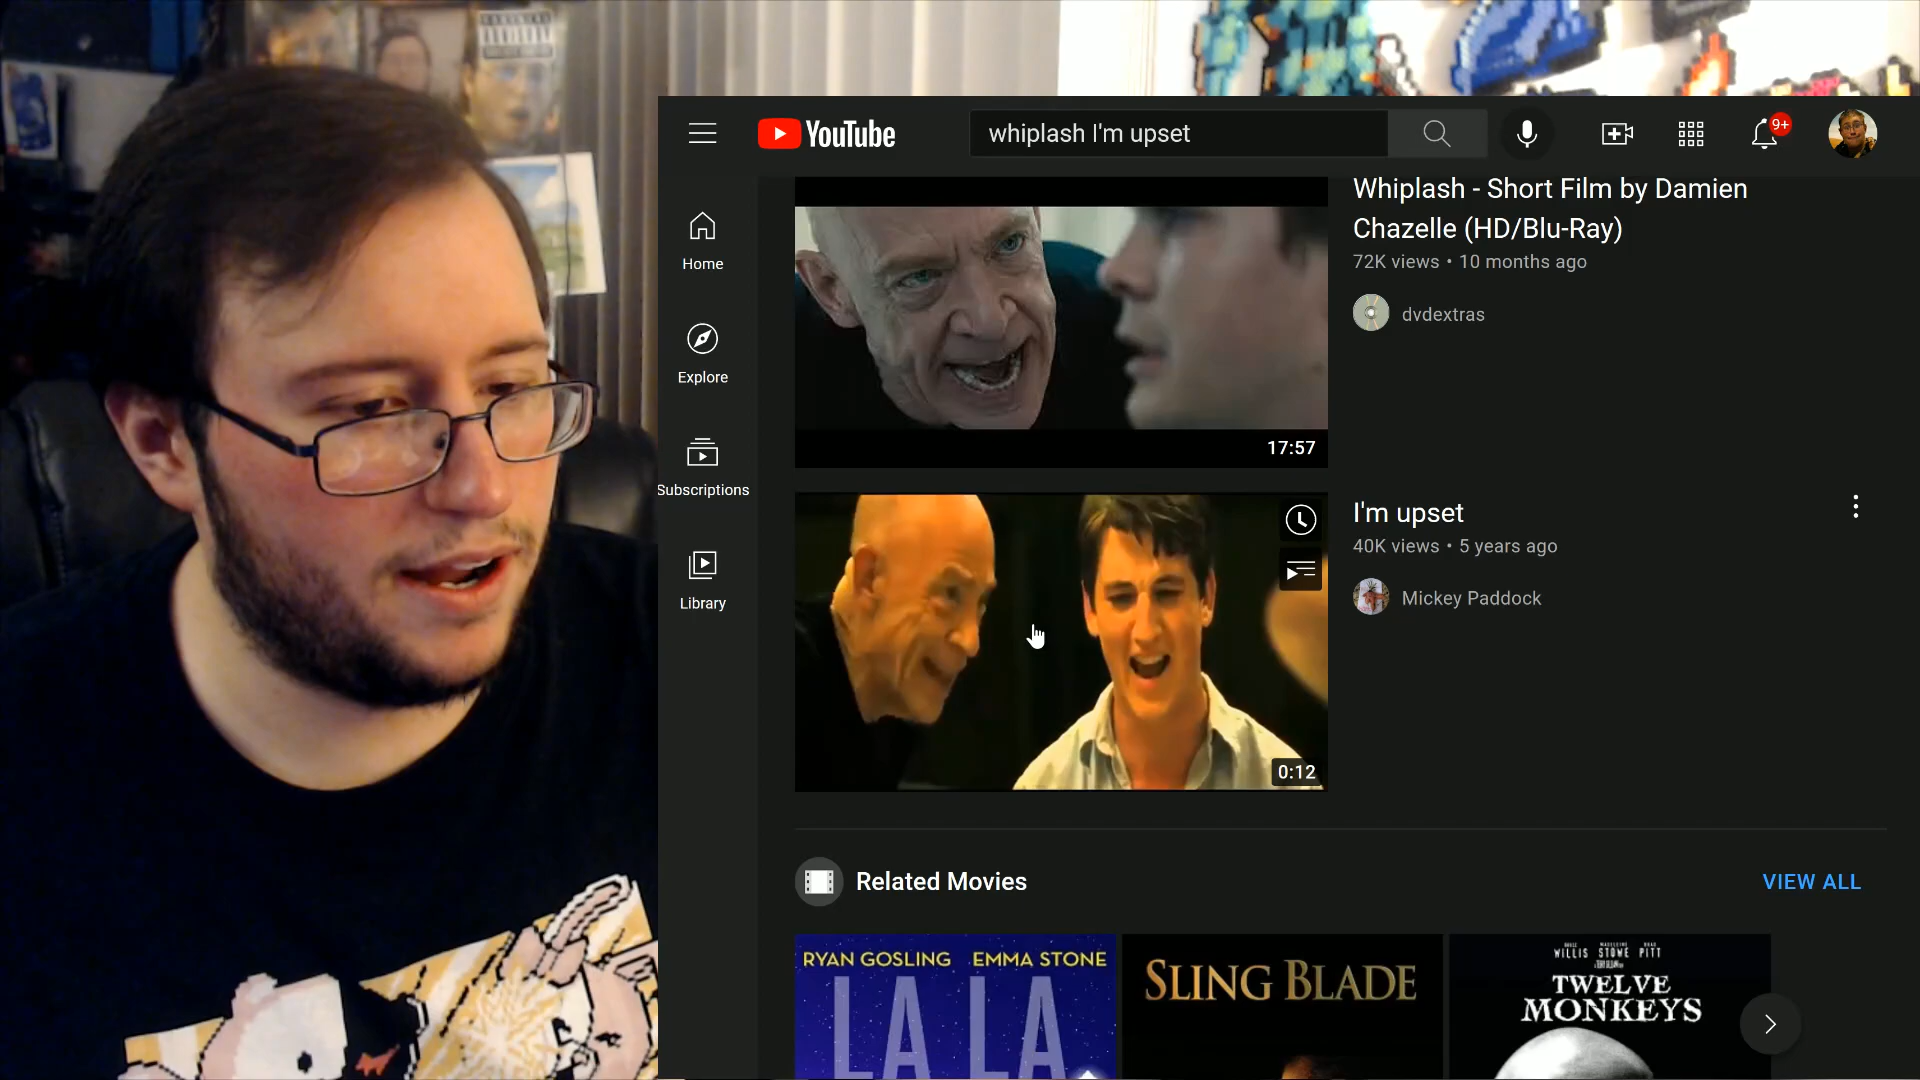 YouTube
whiplash I'm upset
9+
Home
Explore
Subscriptions
Library
Whiplash - Short Film by Damien
Chazelle (HD/Blu-Ray)
72K views • 10 months ago
dvdextras
17:57
I'm upset
40K views • 5 years ago
Mickey Paddock
0:12
Related Movies
VIEW ALL
RYAN GOSLING EMMA STONE
LA LA
SLING BLADE
WILLIS STOWE PITT
TWELVE
MONKEYS